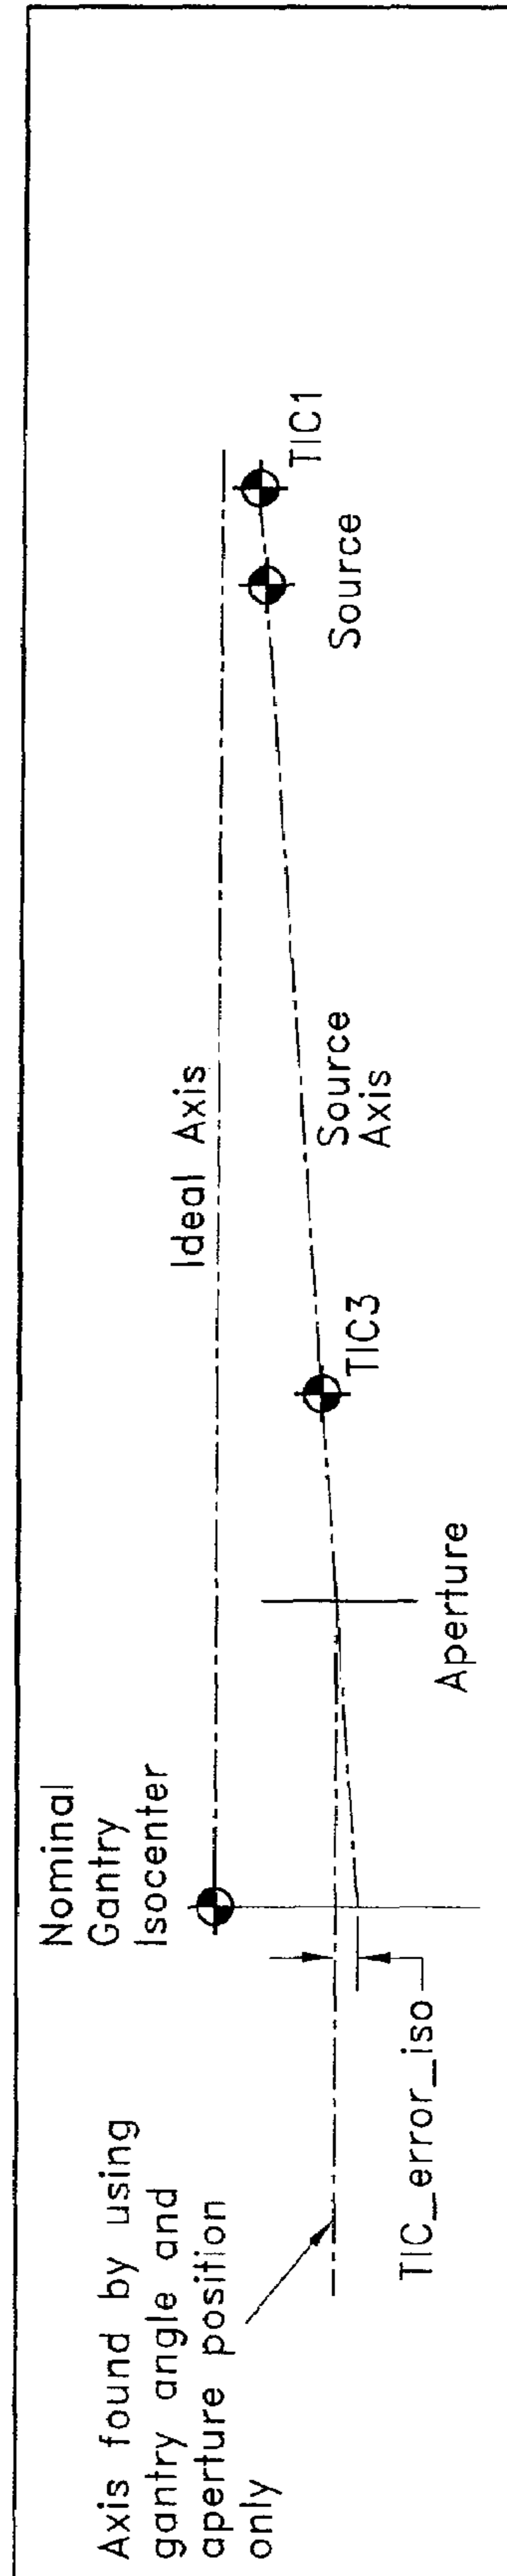 Axis found by using
gantry angle and
aperture position
only
Nominal
Gantry
Isocenter
TIC_error_iso
Ideal Axis
Aperture
TIC3
Source
Axis
Source
TIC1